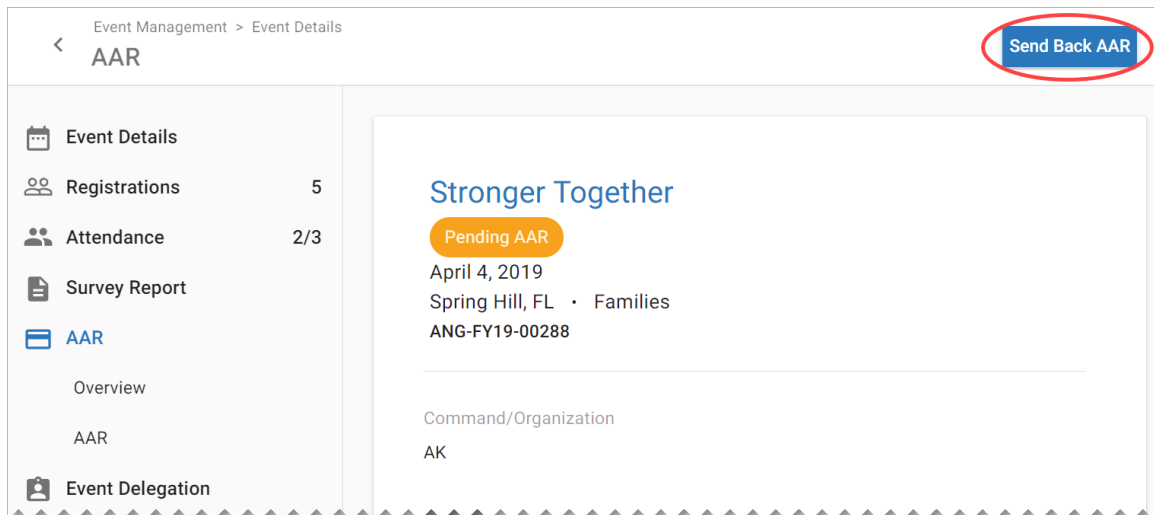 Event Management > Event Details
AAR
Send Back AAR
Event Details
Registrations 5
Attendance 2/3
Survey Report
AAR
Overview
AAR
Event Delegation
Stronger Together
Pending AAR
April 4, 2019
Spring Hill, FL • Families
ANG-FY19-00288
Command/Organization
AK